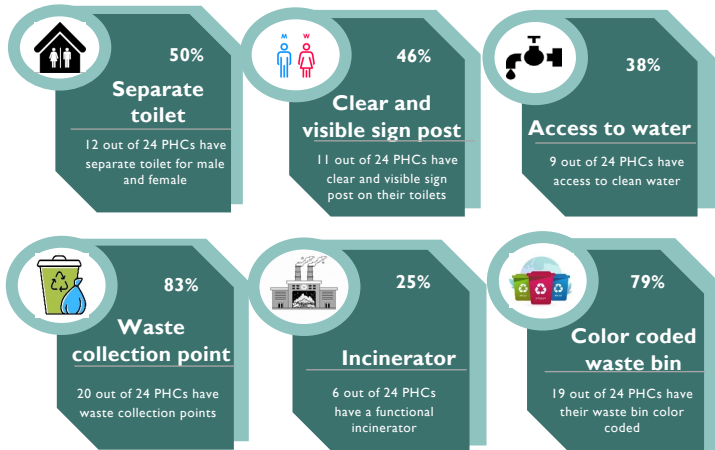 50%
Separate
toilet
12 out of 24 PHCs have
separate toilet for male
and female
M W
46%
Clear and
visible sign post
11 out of 24 PHCs have
clear and visible sign
post on their toilets
38%
Access to water
9 out of 24 PHCs have
access to clean water
83%
Waste
collection point
20 out of 24 PHCs have
waste collection points
25%
Incinerator
6 out of 24 PHCs
have a functional
incinerator
79%
Color coded
waste bin
19 out of 24 PHCs have
their waste bin color
coded